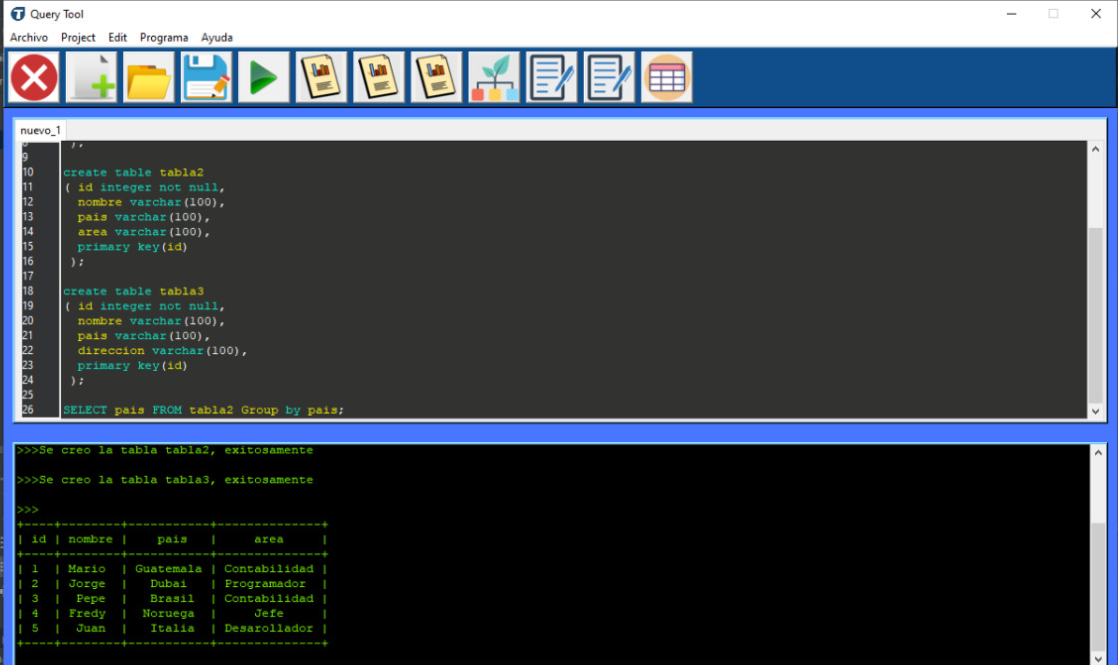 Query Tool
Archivo Project Edit Programa Ayuda
nuevo_1
8 );
9
10 create table tabla2
11 ( id integer not null,
12 nombre varchar(100),
13 pais varchar(100),
14 area varchar(100),
15 primary key(id)
16 );
17
18 create table tabla3
19 ( id integer not null,
20 nombre varchar(100),
21 pais varchar(100),
22 direccion varchar(100),
23 primary key(id)
24 );
25
26 SELECT pais FROM tabla2 Group by pais;
>>>Se creo la tabla tabla2, exitosamente
>>>Se creo la tabla tabla3, exitosamente
>>>
+----+--------+-----------+--------------+
| id | nombre | pais | area |
+----+--------+-----------+--------------+
| 1 | Mario | Guatemala | Contabilidad |
| 2 | Jorge | Dubai | Programador |
| 3 | Pepe | Brasil | Contabilidad |
| 4 | Fredy | Noruega | Jefe |
| 5 | Juan | Italia | Desarollador |
+----+--------+-----------+--------------+